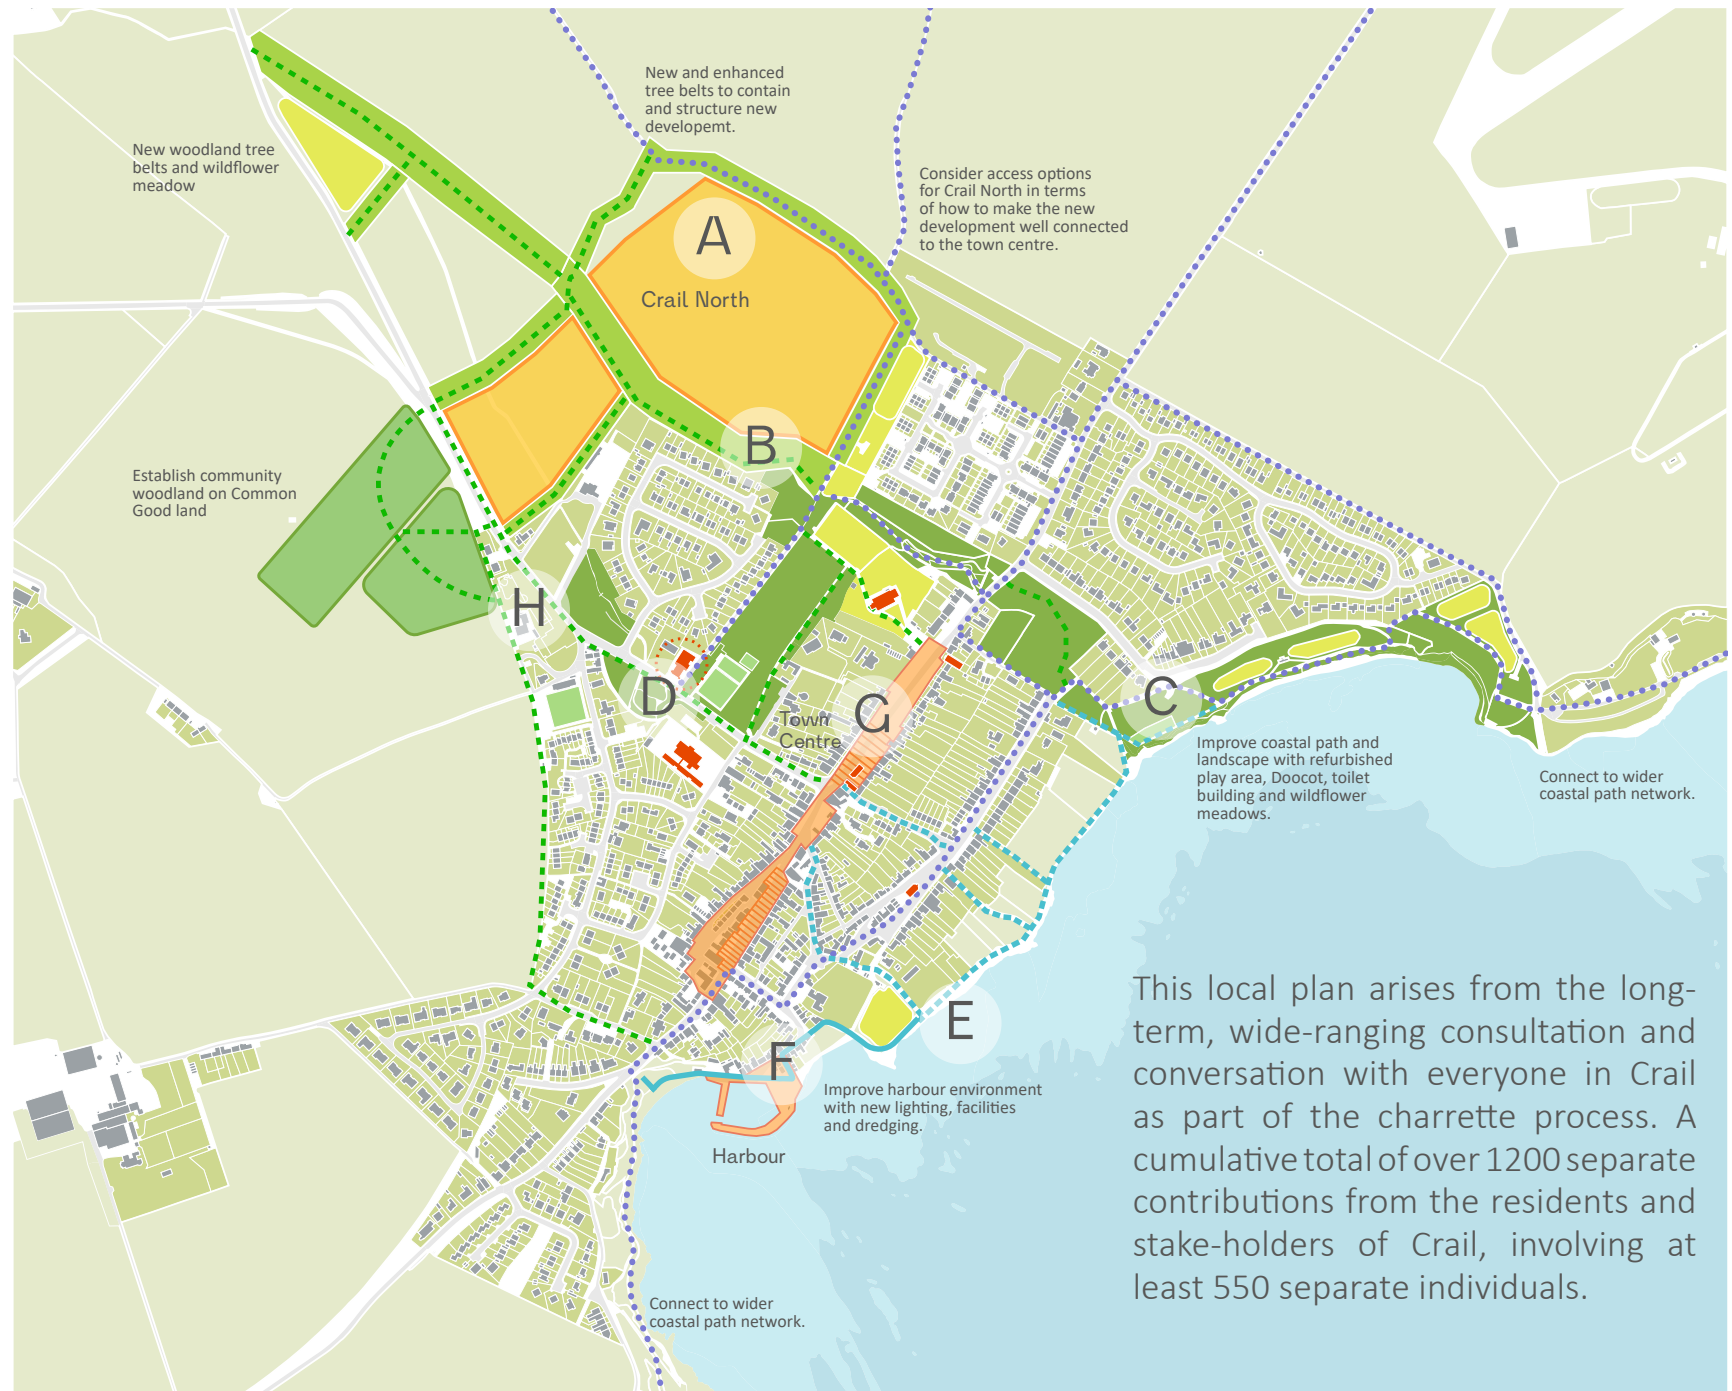 New and enhanced
tree belts to contain
and structure new
developemt.
New woodland tree
belts and wildflower
meadow
Consider access options
for Crail North in terms
of how to make the new
development well connected
to the town centre.
A
Crail North
B
Establish community
woodland on Common
Good land
H
D
C
G
Town
Centre
Improve coastal path and
landscape with refurbished
play area, Doocot, toilet
building and wildflower
meadows.
Connect to wider
coastal path network.
E
F
Improve harbour environment
with new lighting, facilities
and dredging.
Harbour
This local plan arises from the long-
term, wide-ranging consultation and
conversation with everyone in Crail
as part of the charrette process. A
cumulative total of over 1200 separate
contributions from the residents and
stake-holders of Crail, involving at
least 550 separate individuals.
Connect to wider
coastal path network.